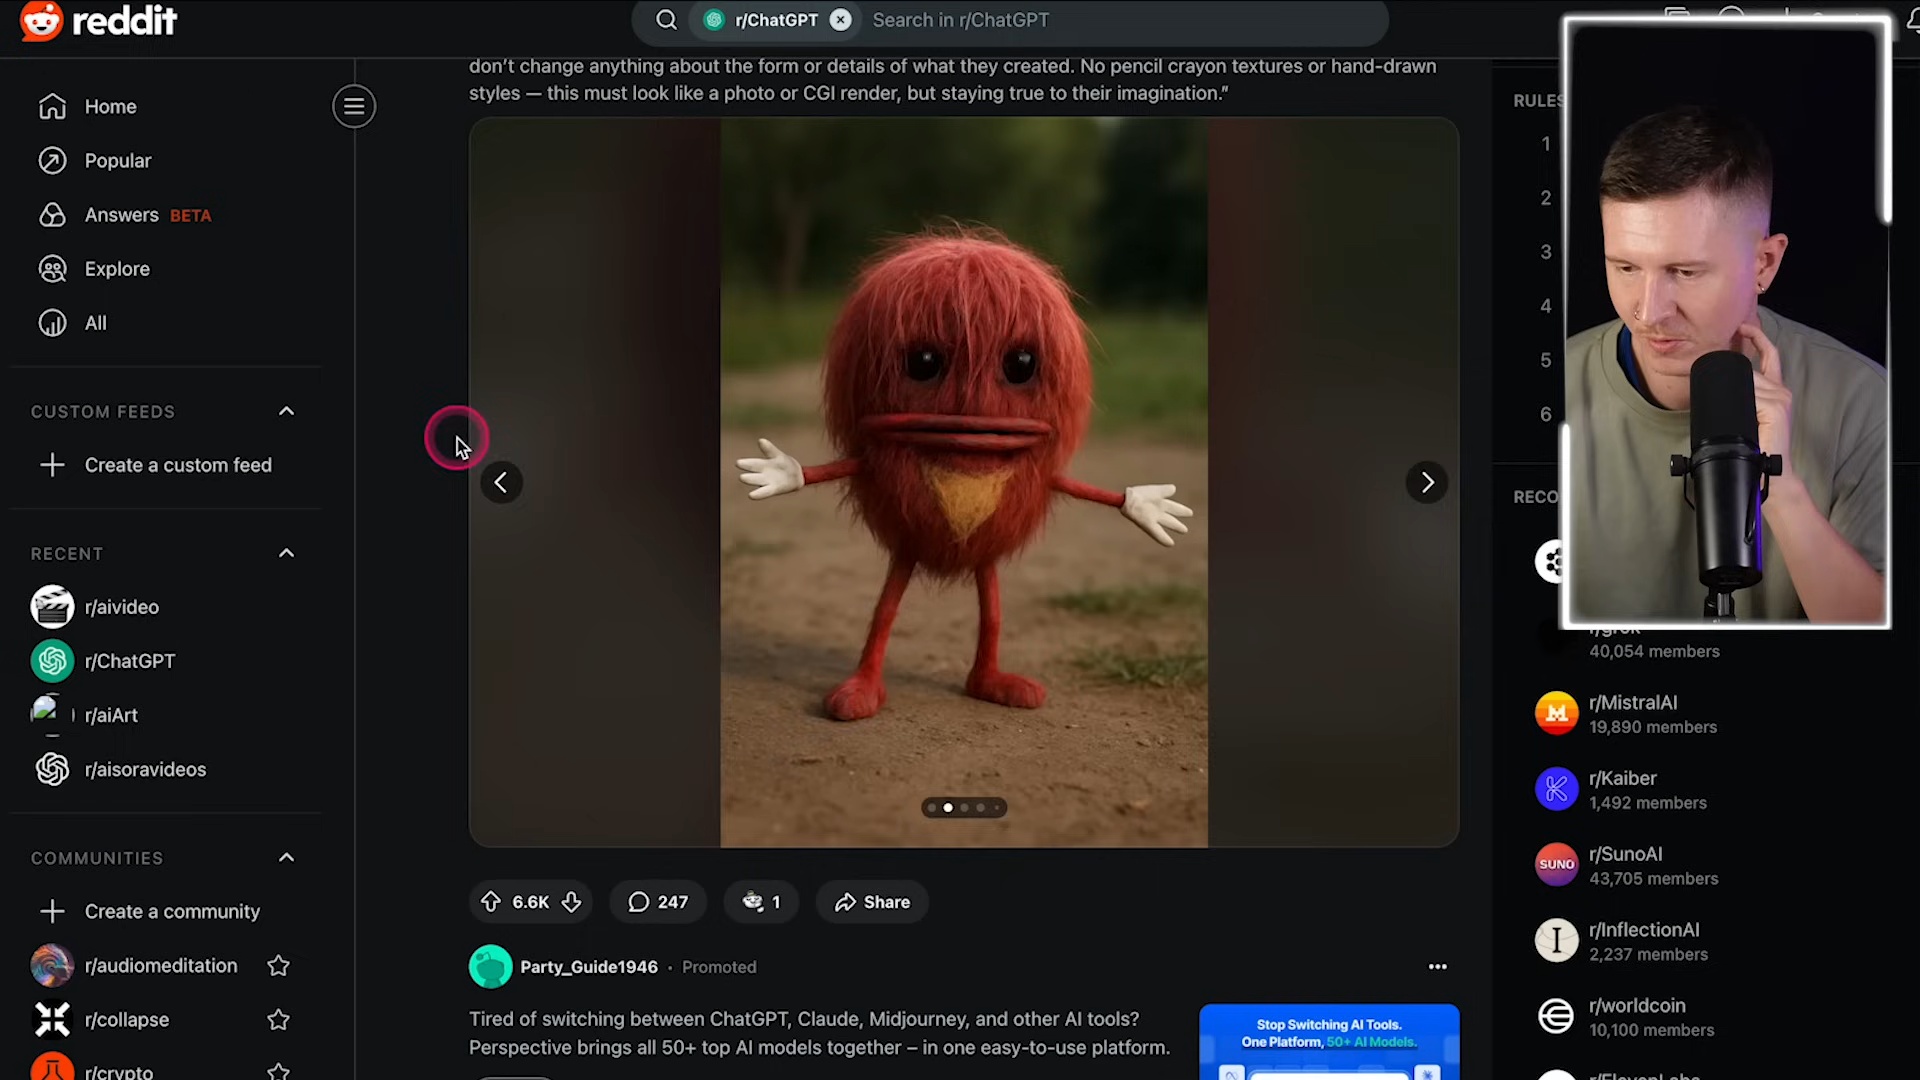 reddit
r/ChatGPT
Search in r/ChatGPT
Home
Popular
Answers BETA
Explore
All
CUSTOM FEEDS
Create a custom feed
RECENT
r/aivideo
r/ChatGPT
r/aiArt
r/aisoravideos
COMMUNITIES
Create a community
r/audiomeditation
r/collapse
r/crypto
don't change anything about the form or details of what they created. No pencil crayon textures or hand-drawn
styles — this must look like a photo or CGI render, but staying true to their imagination."
6.6K
247
1
Share
Party_Guide1946 • Promoted
Tired of switching between ChatGPT, Claude, Midjourney, and other AI tools?
Perspective brings all 50+ top AI models together – in one easy-to-use platform.
Stop Switching AI Tools.
One Platform, 50+ AI Models.
RULES
1
2
3
4
5
6
RECO
r/grok
40,054 members
r/MistralAI
19,890 members
r/Kaiber
1,492 members
SUNO
r/SunoAI
43,705 members
r/InflectionAI
2,237 members
r/worldcoin
10,100 members